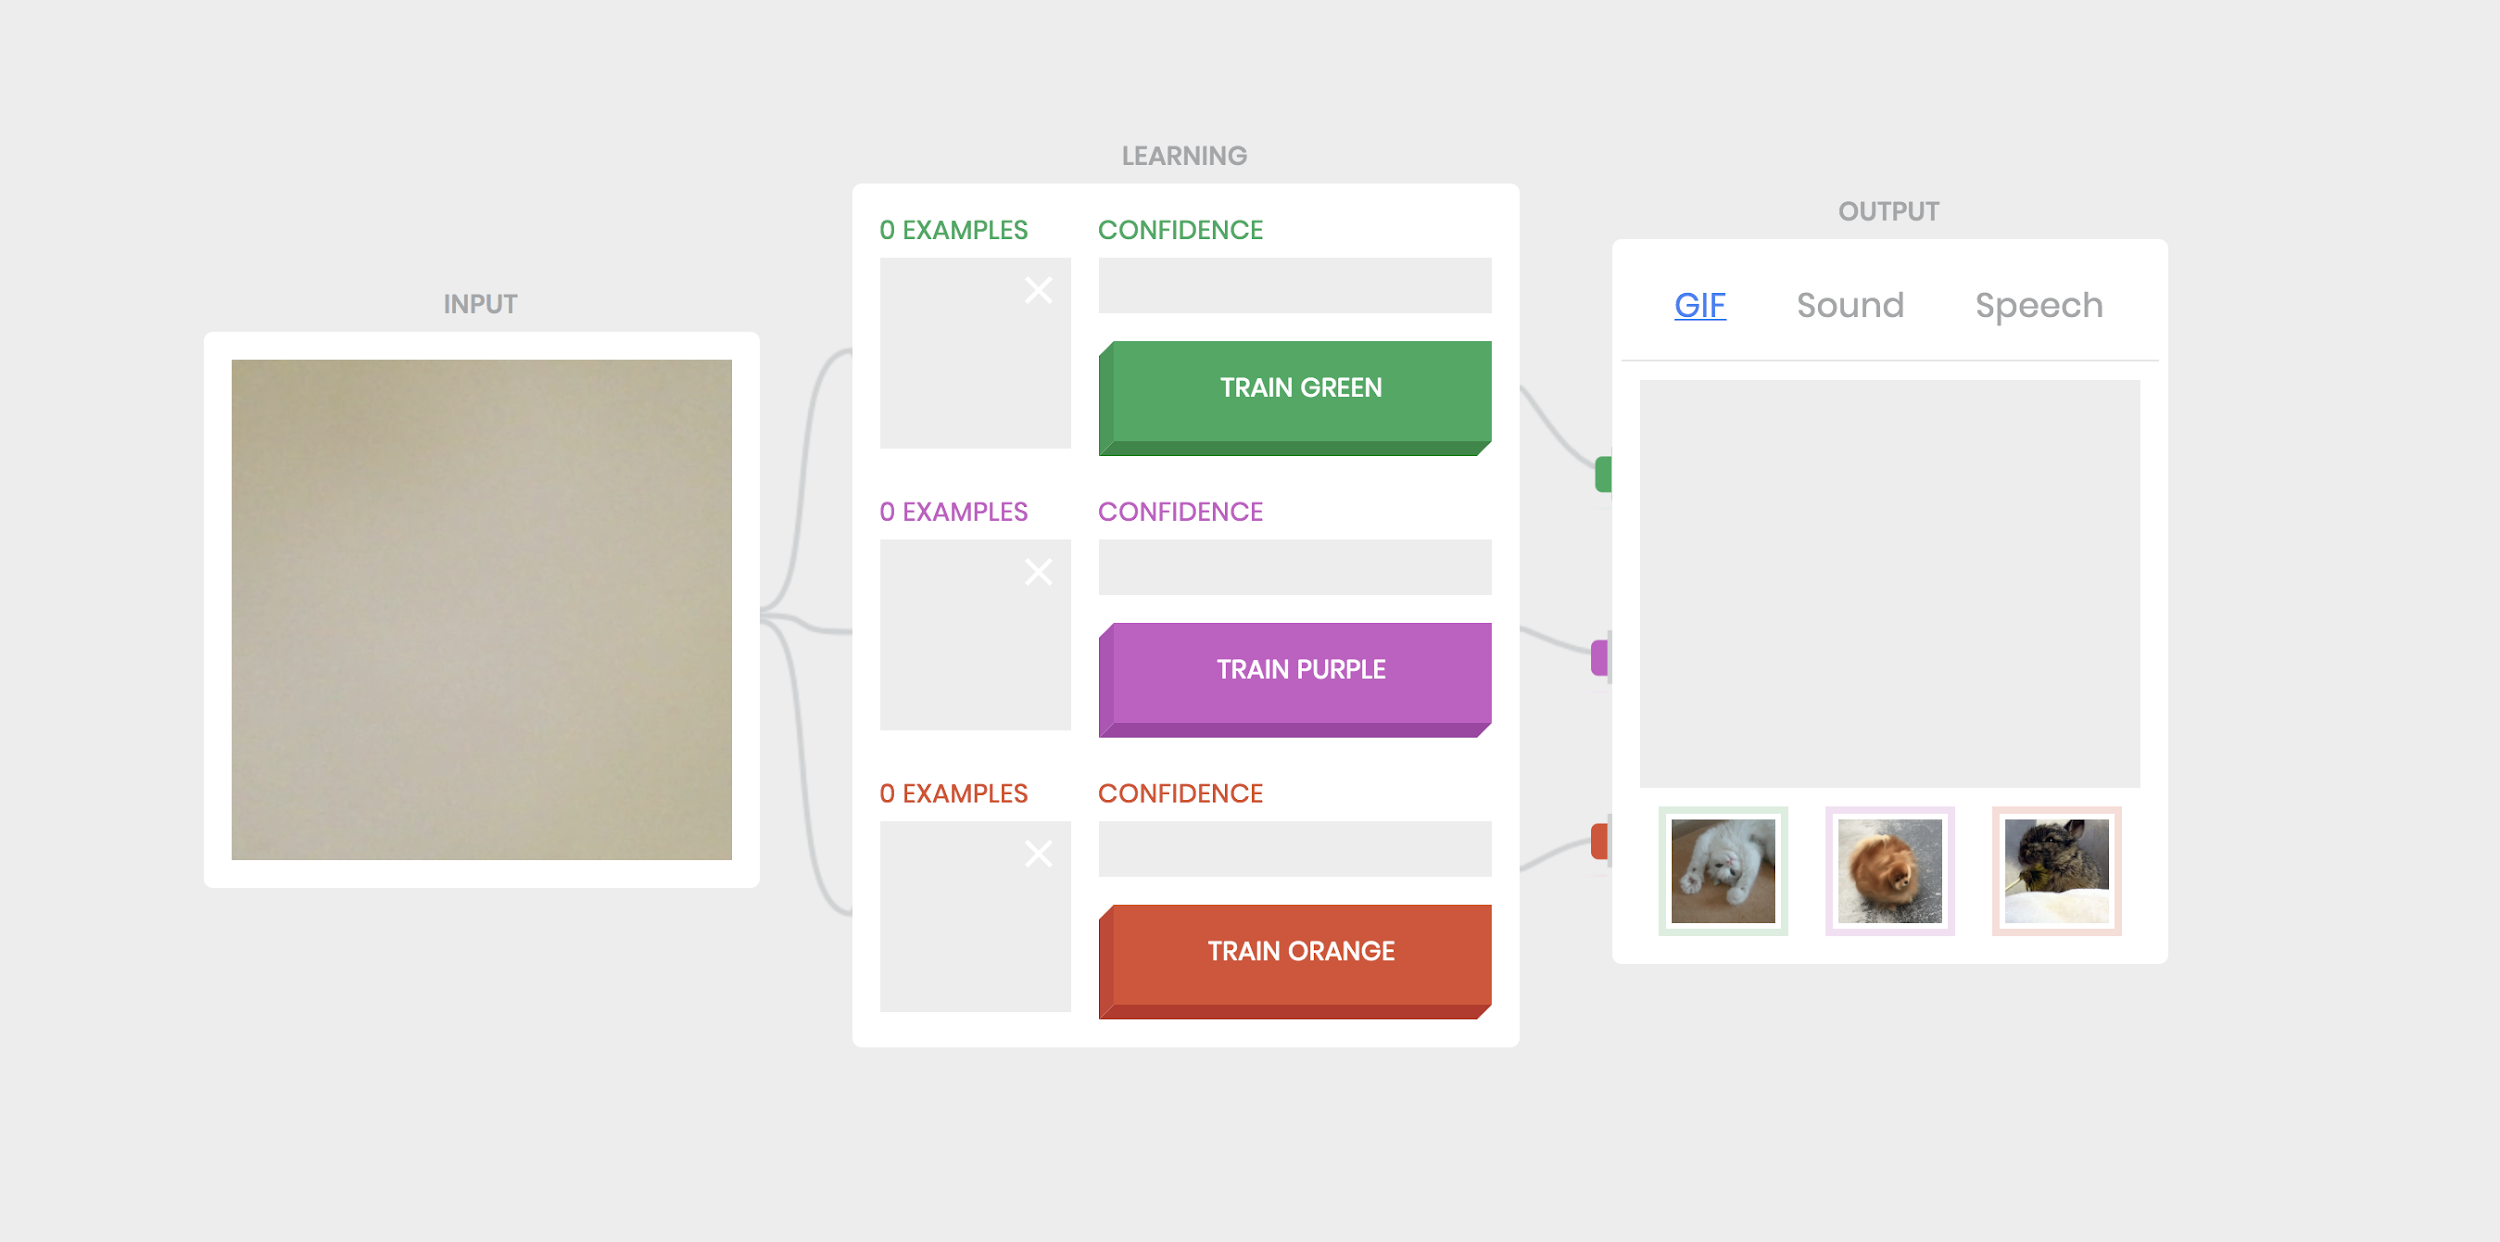 INPUT
LEARNING
0 EXAMPLES
CONFIDENCE
TRAIN GREEN
0 EXAMPLES
CONFIDENCE
TRAIN PURPLE
0 EXAMPLES
CONFIDENCE
TRAIN ORANGE
OUTPUT
GIF Sound Speech